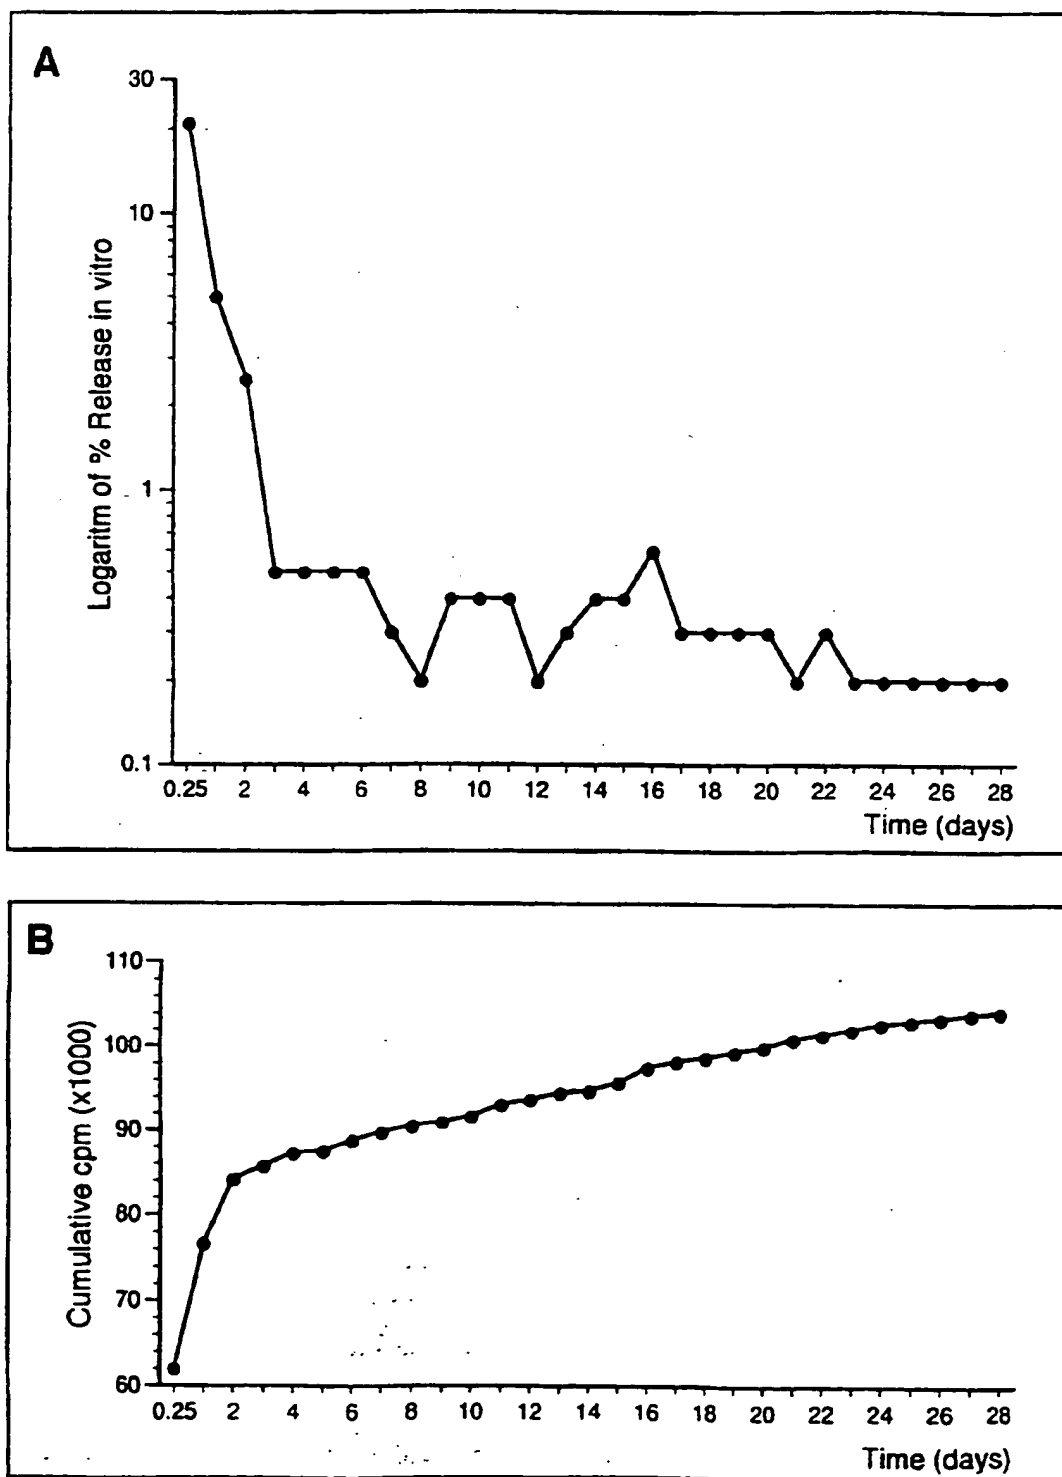 A
30
10
1
0.1
Logaritm of % Release in vitro
0.25 2 4 6 8 10 12 14 16 18 20 22 24 26 28
Time (days)
B
110
100
90
80
70
60
Cumulative cpm (x1000)
0.25 2 4 6 8 10 12 14 16 18 20 22 24 26 28
Time (days)